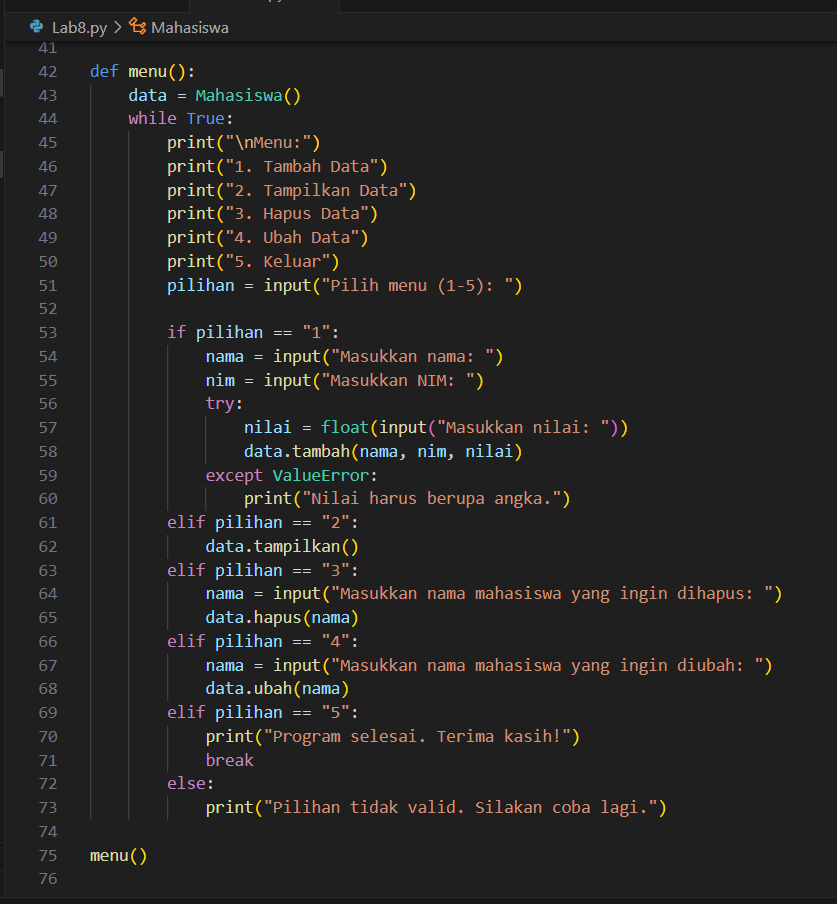 Lab8.py > Mahasiswa
41
42 def menu():
43     data = Mahasiswa()
44     while True:
45         print("\nMenu:")
46         print("1. Tambah Data")
47         print("2. Tampilkan Data")
48         print("3. Hapus Data")
49         print("4. Ubah Data")
50         print("5. Keluar")
51         pilihan = input("Pilih menu (1-5): ")
52
53         if pilihan == "1":
54             nama = input("Masukkan nama: ")
55             nim = input("Masukkan NIM: ")
56             try:
57                 nilai = float(input("Masukkan nilai: "))
58                 data.tambah(nama, nim, nilai)
59             except ValueError:
60                 print("Nilai harus berupa angka.")
61         elif pilihan == "2":
62             data.tampilkan()
63         elif pilihan == "3":
64             nama = input("Masukkan nama mahasiswa yang ingin dihapus: ")
65             data.hapus(nama)
66         elif pilihan == "4":
67             nama = input("Masukkan nama mahasiswa yang ingin diubah: ")
68             data.ubah(nama)
69         elif pilihan == "5":
70             print("Program selesai. Terima kasih!")
71             break
72         else:
73             print("Pilihan tidak valid. Silakan coba lagi.")
74
75 menu()
76